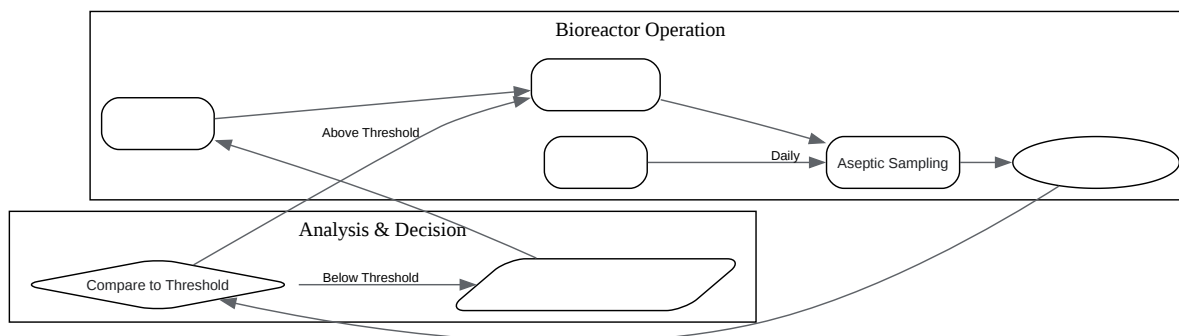 Bioreactor Operation
Above Threshold
Daily
Aseptic Sampling
Analysis & Decision
Compare to Threshold
Below Threshold